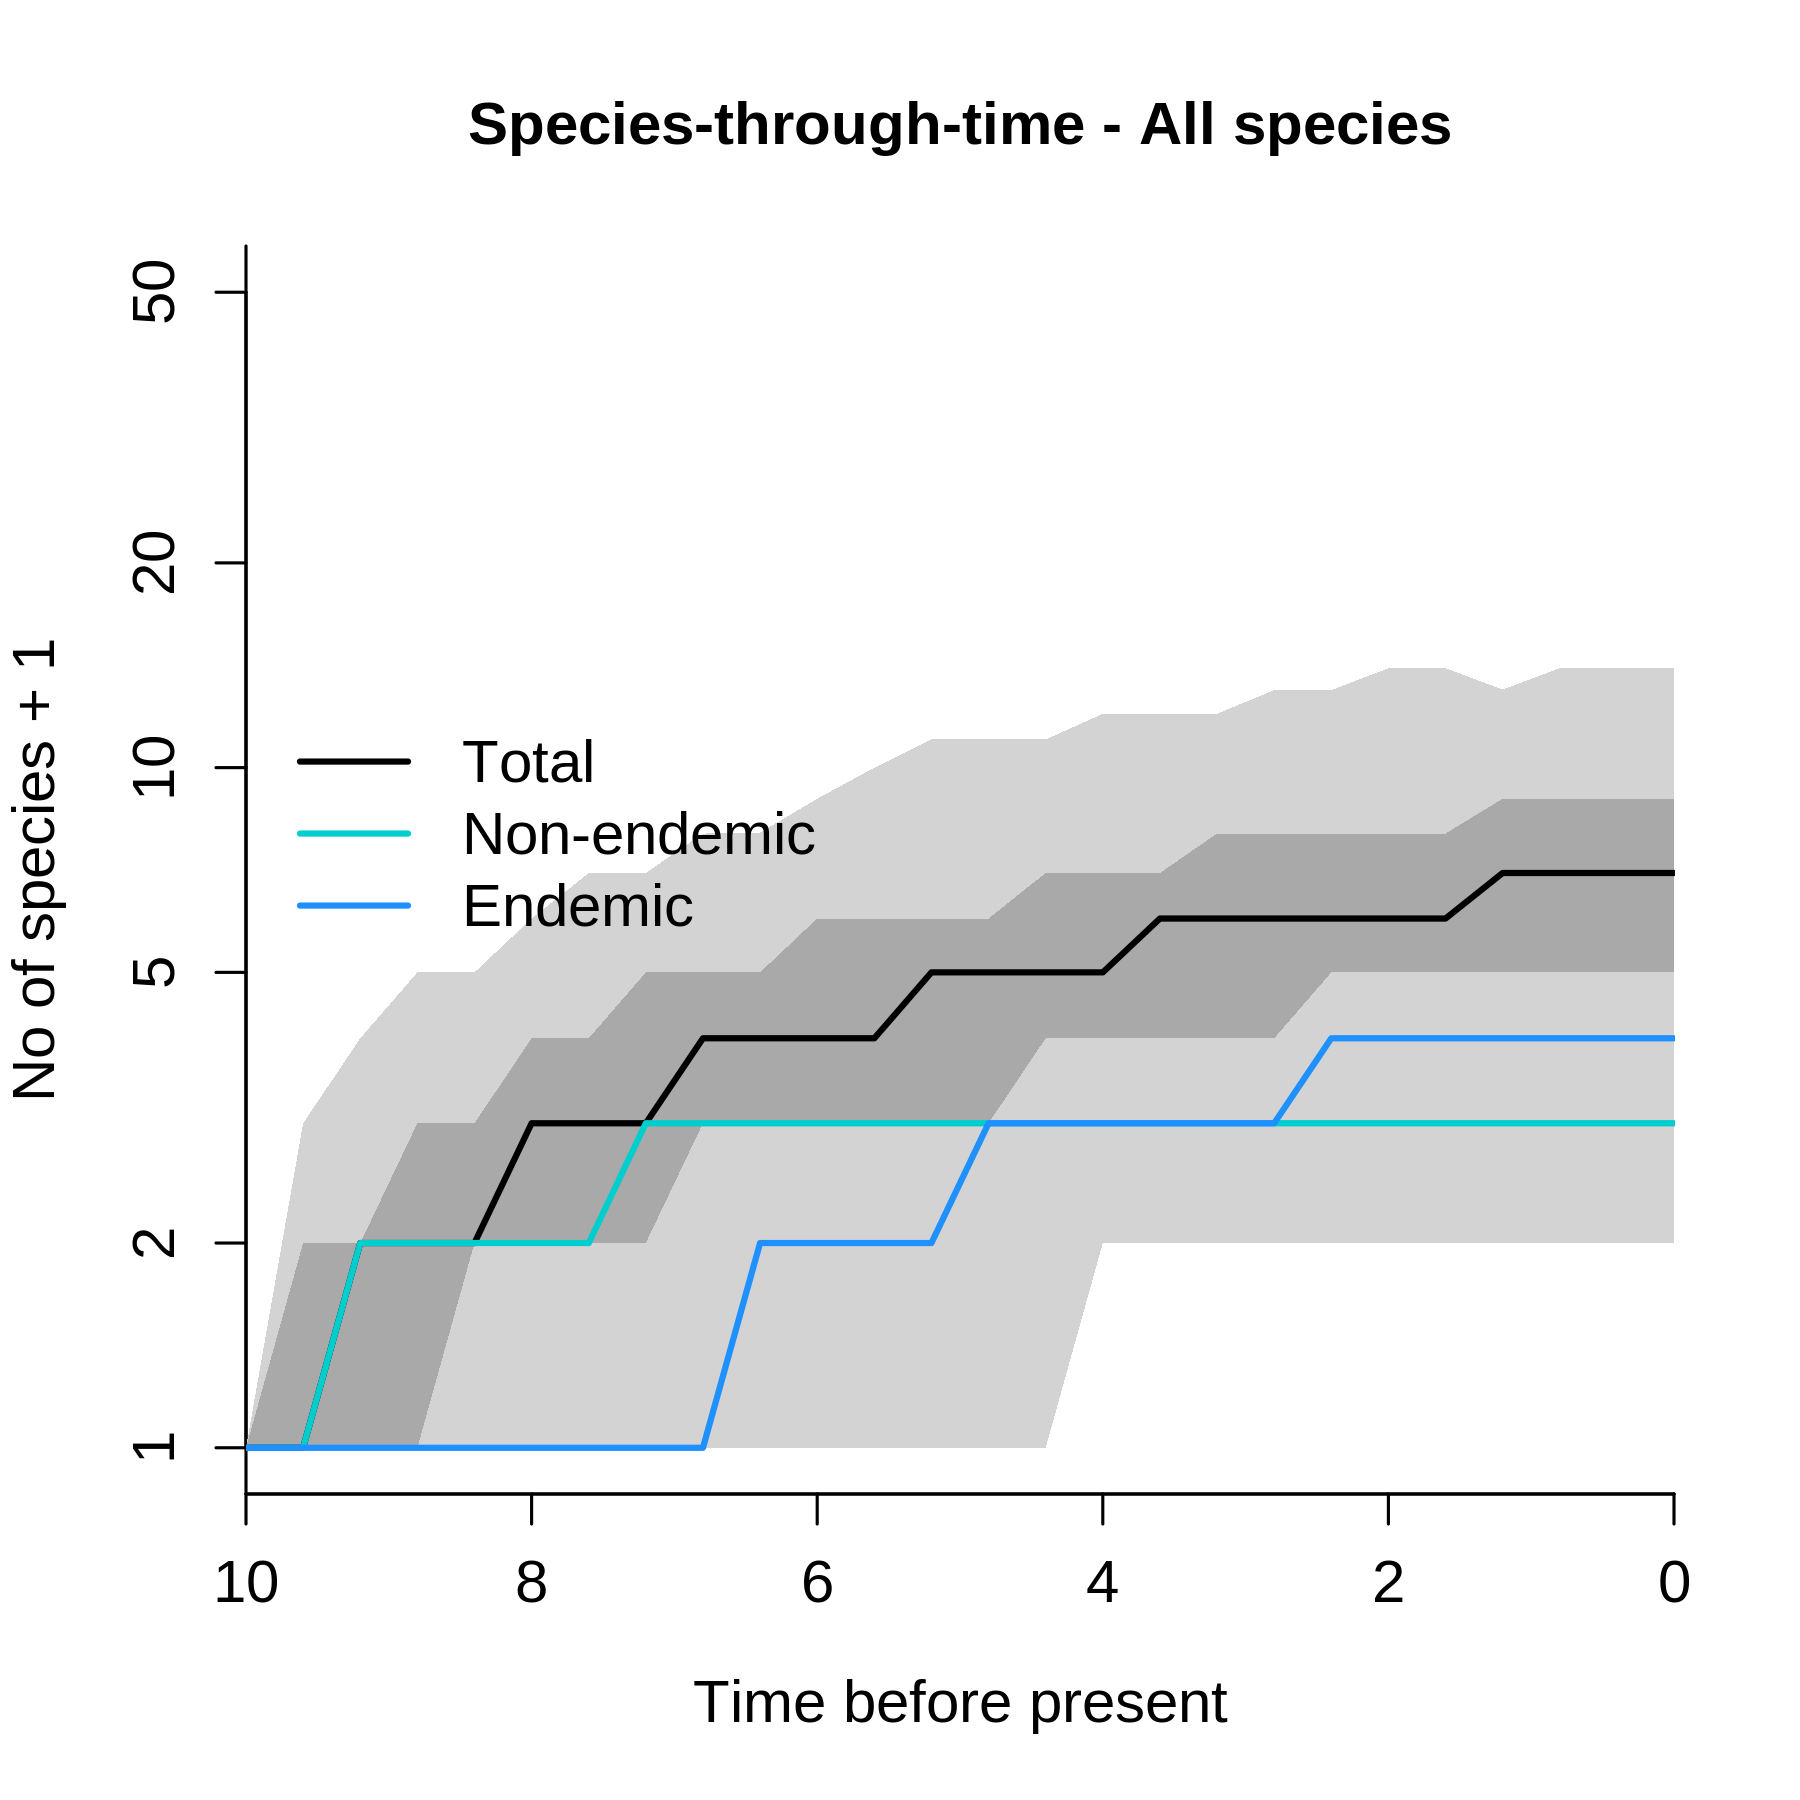 Species-through-time - All species
No of species + 1
50
20
10
5
2
1
Total
Non-endemic
Endemic
10 8 6 4 2 0
Time before present